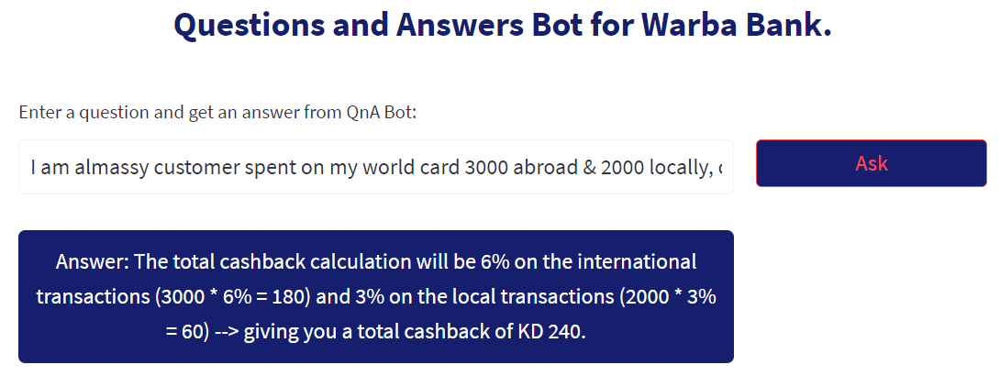 Questions and Answers Bot for Warba Bank.
Enter a question and get an answer from QnA Bot:
I am almassy customer spent on my world card 3000 abroad & 2000 locally,
Ask
Answer: The total cashback calculation will be 6% on the international
transactions (3000 * 6% = 180) and 3% on the local transactions (2000 * 3%
= 60) --> giving you a total cashback of KD 240.